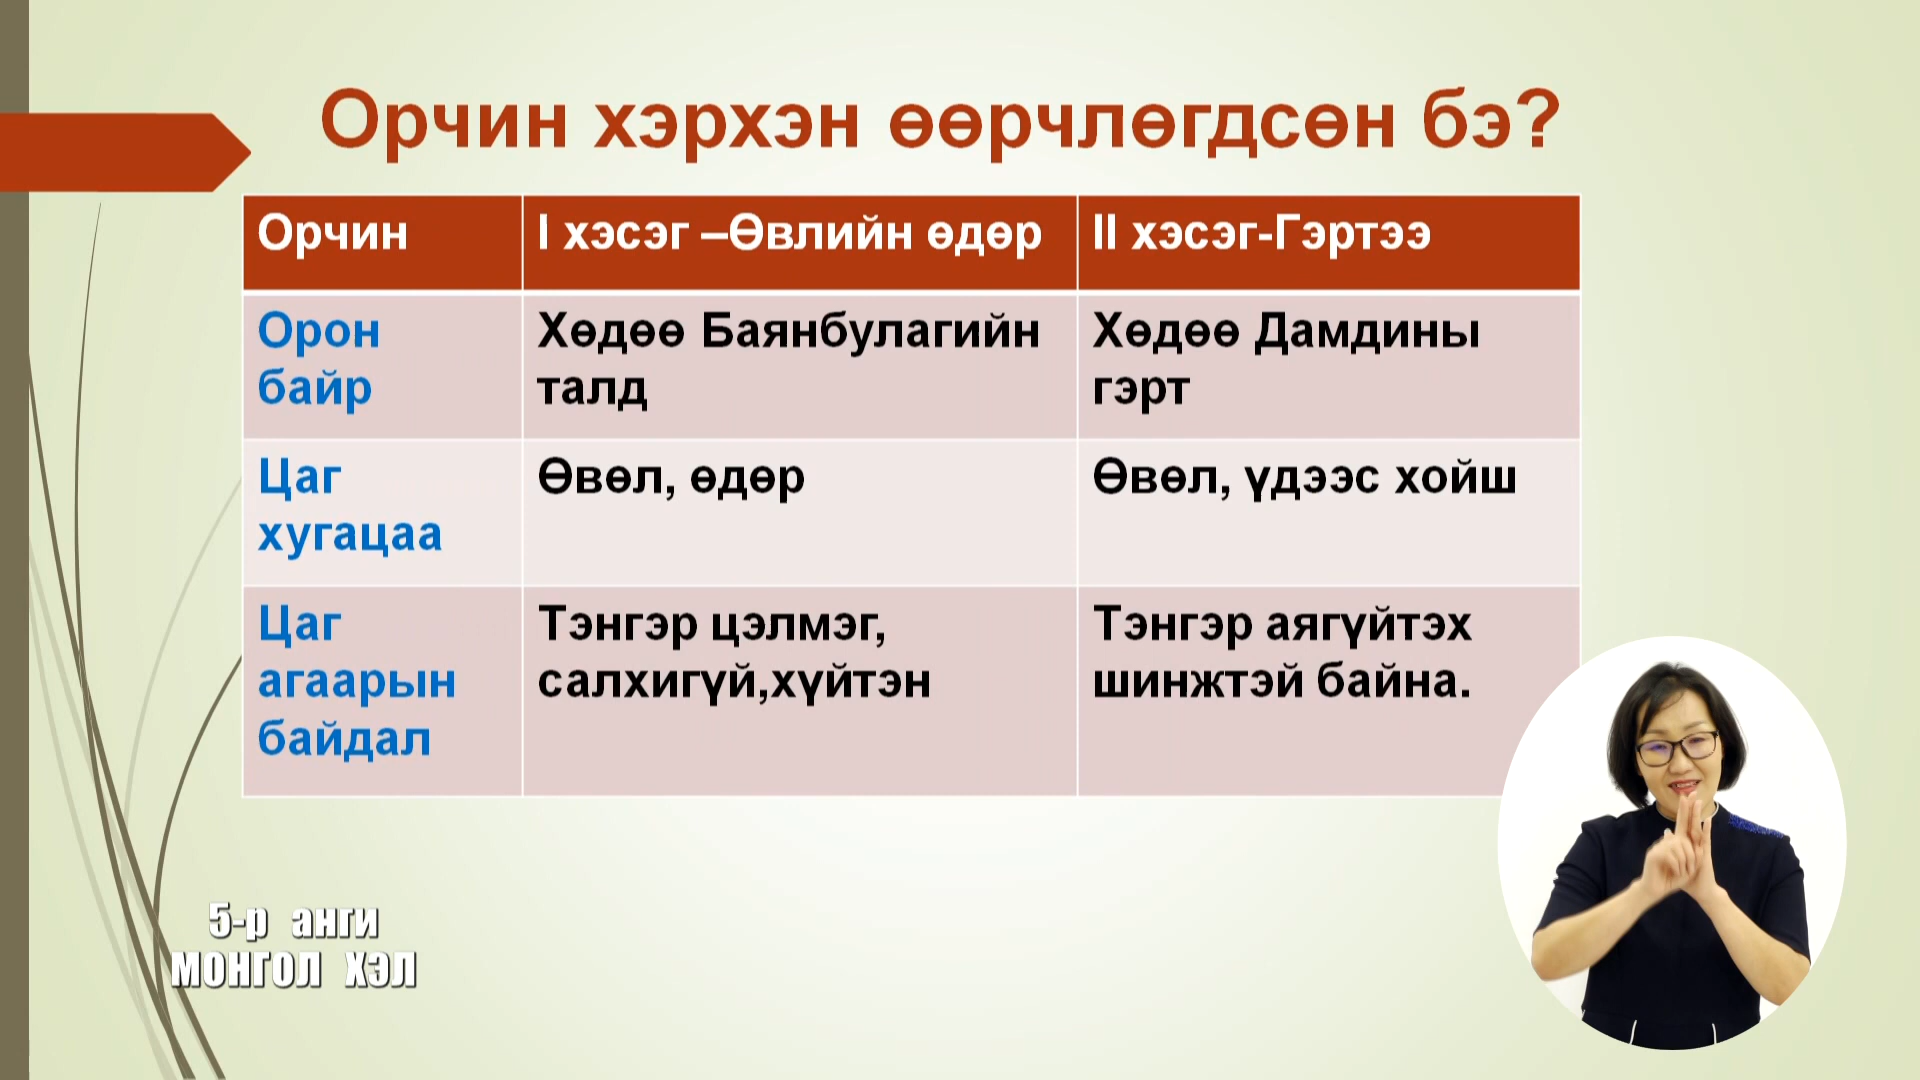 Орчин хэрхэн өөрчлөгдсөн бэ?
Орчин
I хэсэг –Өвлийн өдөр
II хэсэг-Гэртээ
Орон
байр
Хөдөө Баянбулагийн
талд
Хөдөө Дамдины
гэрт
Цаг
хугацаа
Өвөл, өдөр
Өвөл, үдээс хойш
Цаг
агаарын
байдал
Тэнгэр цэлмэг,
салхигүй,хүйтэн
Тэнгэр аягүйтэх
шинжтэй байна.
5-р анги
МОНГОЛ ХЭЛ